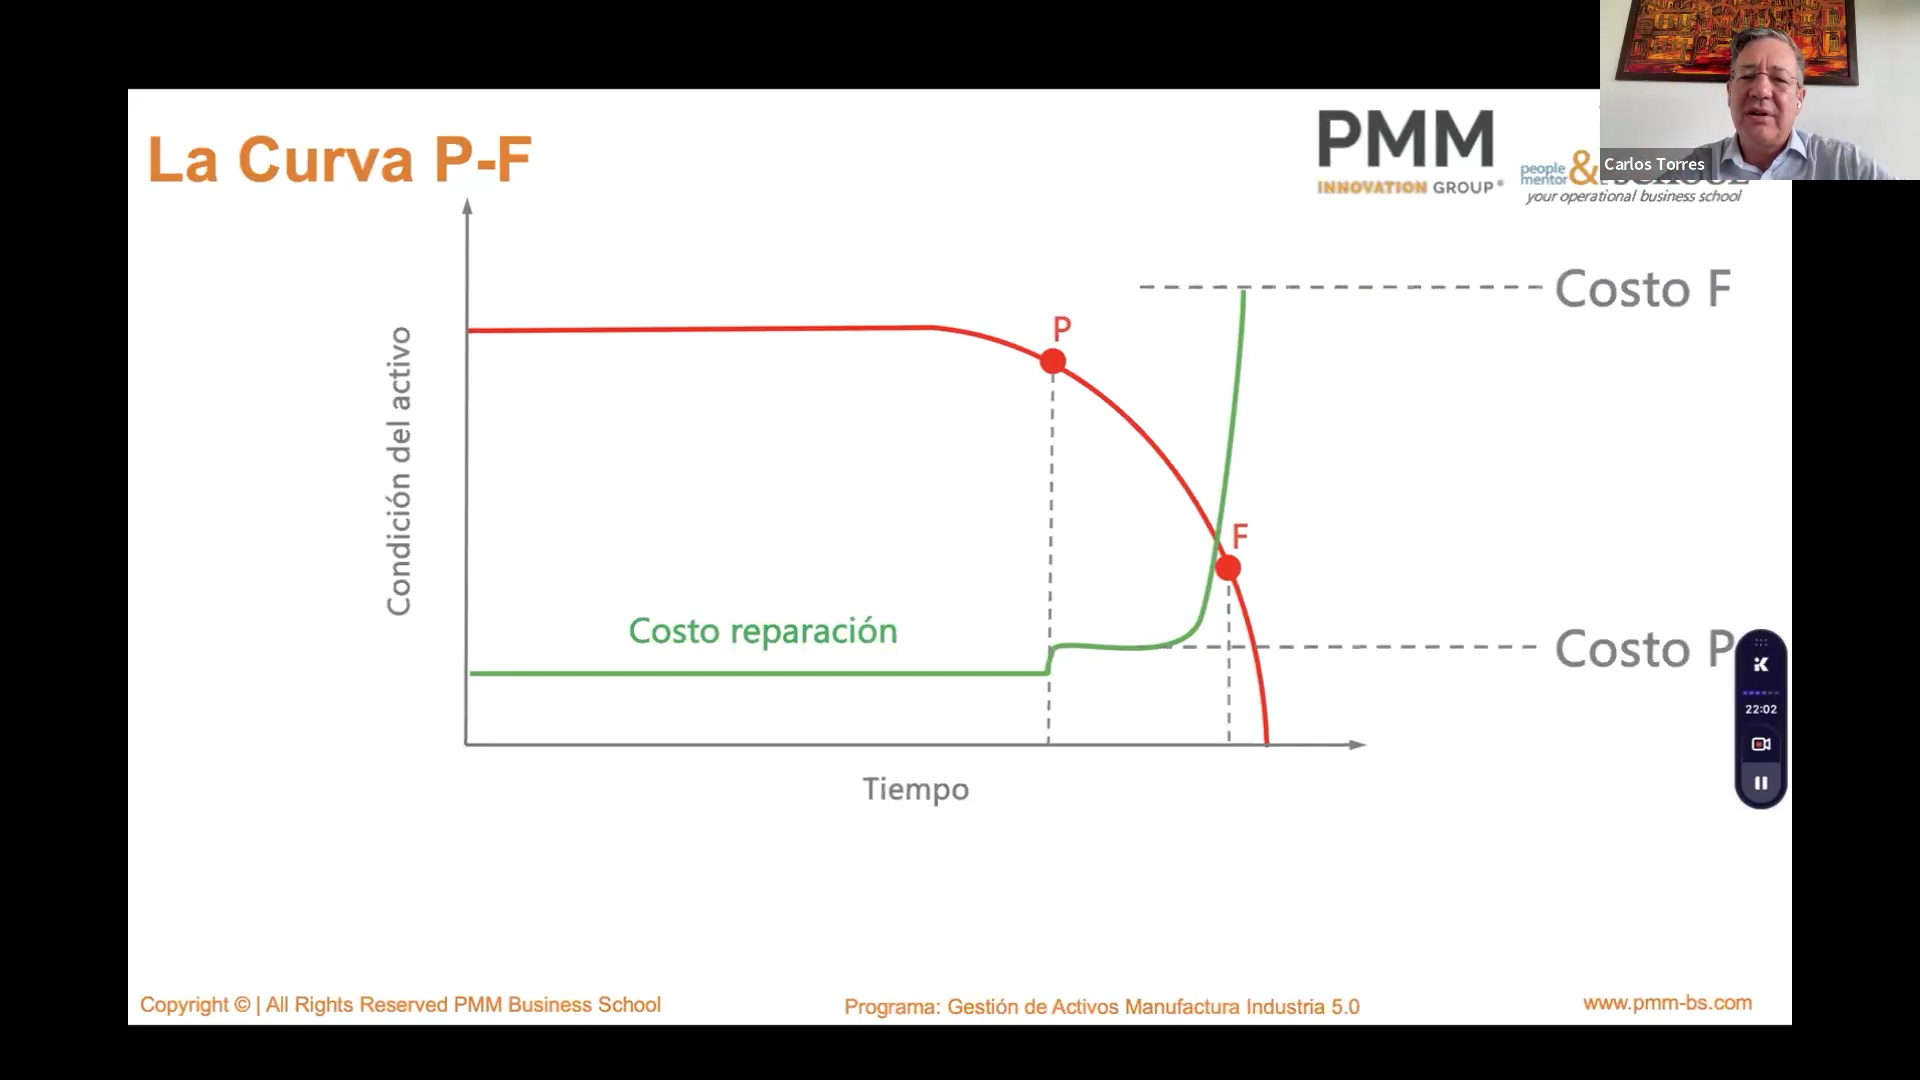 La Curva P-F
PMM
INNOVATION GROUP®
people
mentor &
SCHOOL
your operational business school
Carlos Torres
Costo F
P
Condición del activo
F
Costo reparación
Costo P
22:02
Tiempo
Copyright © | All Rights Reserved PMM Business School
Programa: Gestión de Activos Manufactura Industria 5.0
www.pmm-bs.com